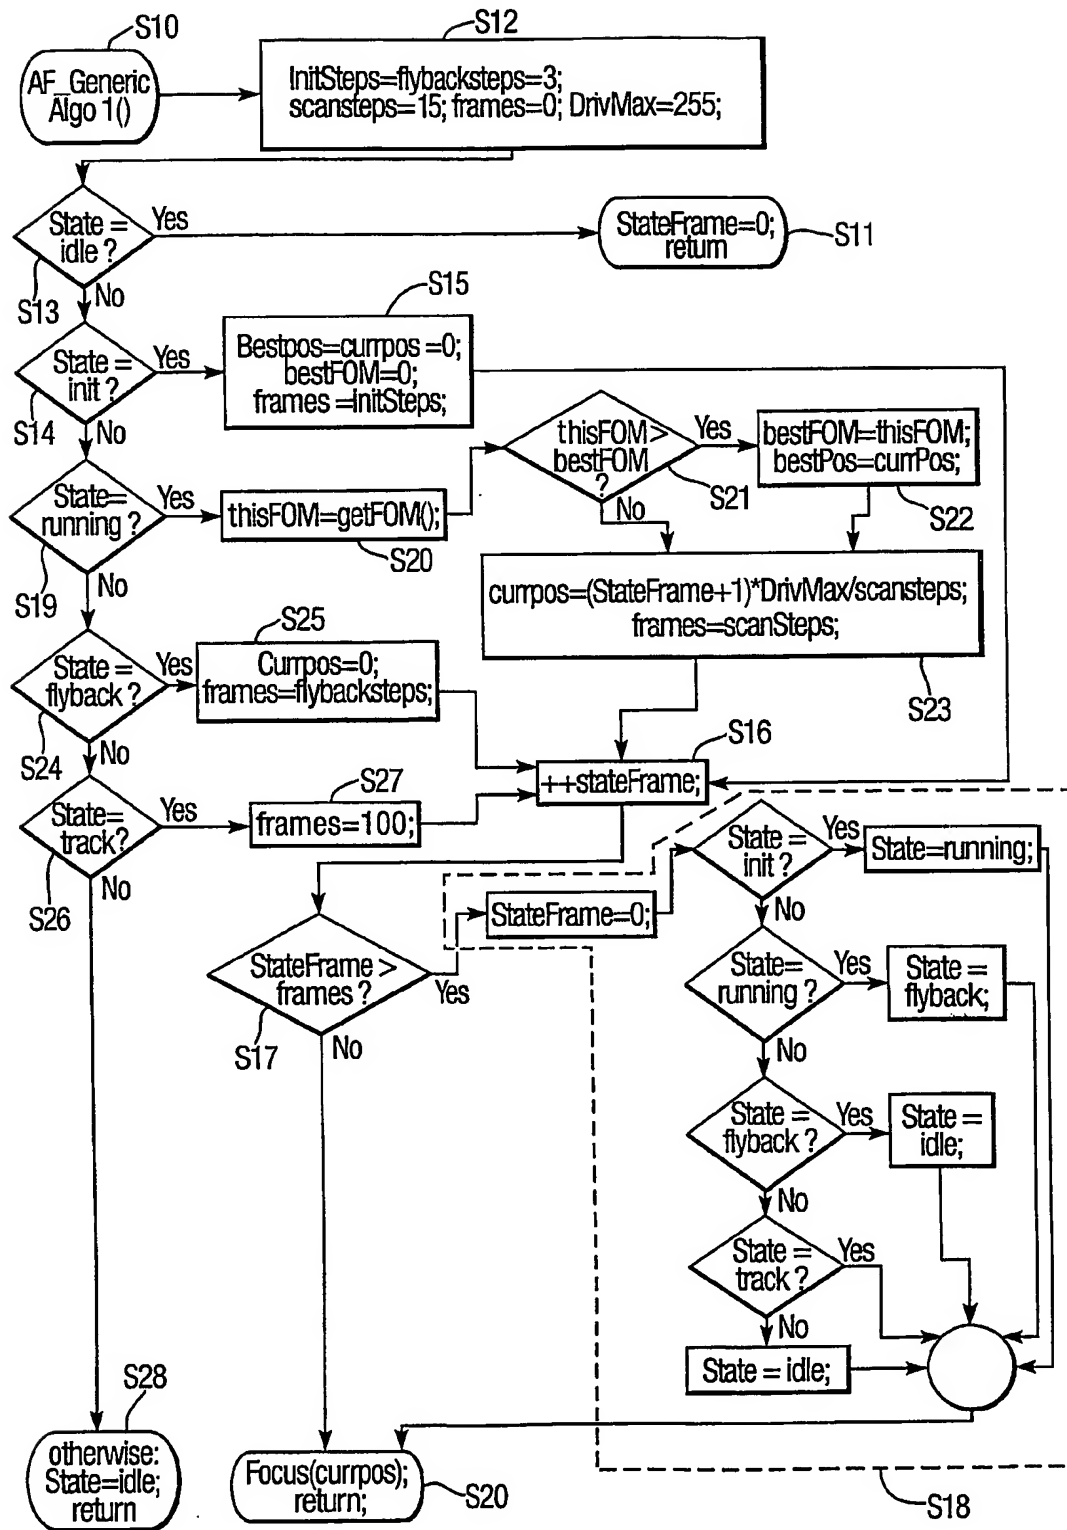 S10
AF_Generic
Algo 1()
S12
InitSteps=flybacksteps=3;
scansteps=15; frames=0; DrivMax=255;
State =
idle ?
Yes
StateFrame=0;
return
S11
S13
No
State =
init ?
Yes
S15
Bestpos=currpos =0;
bestFOM=0;
frames =initSteps;
S14
No
State=
running ?
Yes
thisFOM=getFOM();
S20
thisFOM >
bestFOM
?
Yes
S21
No
bestFOM=thisFOM;
bestPos=currPos;
S22
currpos=(StateFrame+1)*DrivMax/scansteps;
frames=scanSteps;
S23
S19
No
State =
flyback ?
Yes
S25
Currpos=0;
frames=flybacksteps;
S24
No
S16
++stateFrame;
State=
track?
Yes
S27
frames=100;
S26
No
StateFrame >
frames ?
Yes
S17
No
StateFrame=0;
State =
init ?
Yes
State=running;
No
State=
running ?
Yes
State =
flyback;
No
State =
flyback ?
Yes
State =
idle;
No
State =
track ?
Yes
No
State = idle;
S28
otherwise:
State=idle;
return
Focus(currpos);
return;
S20
S18